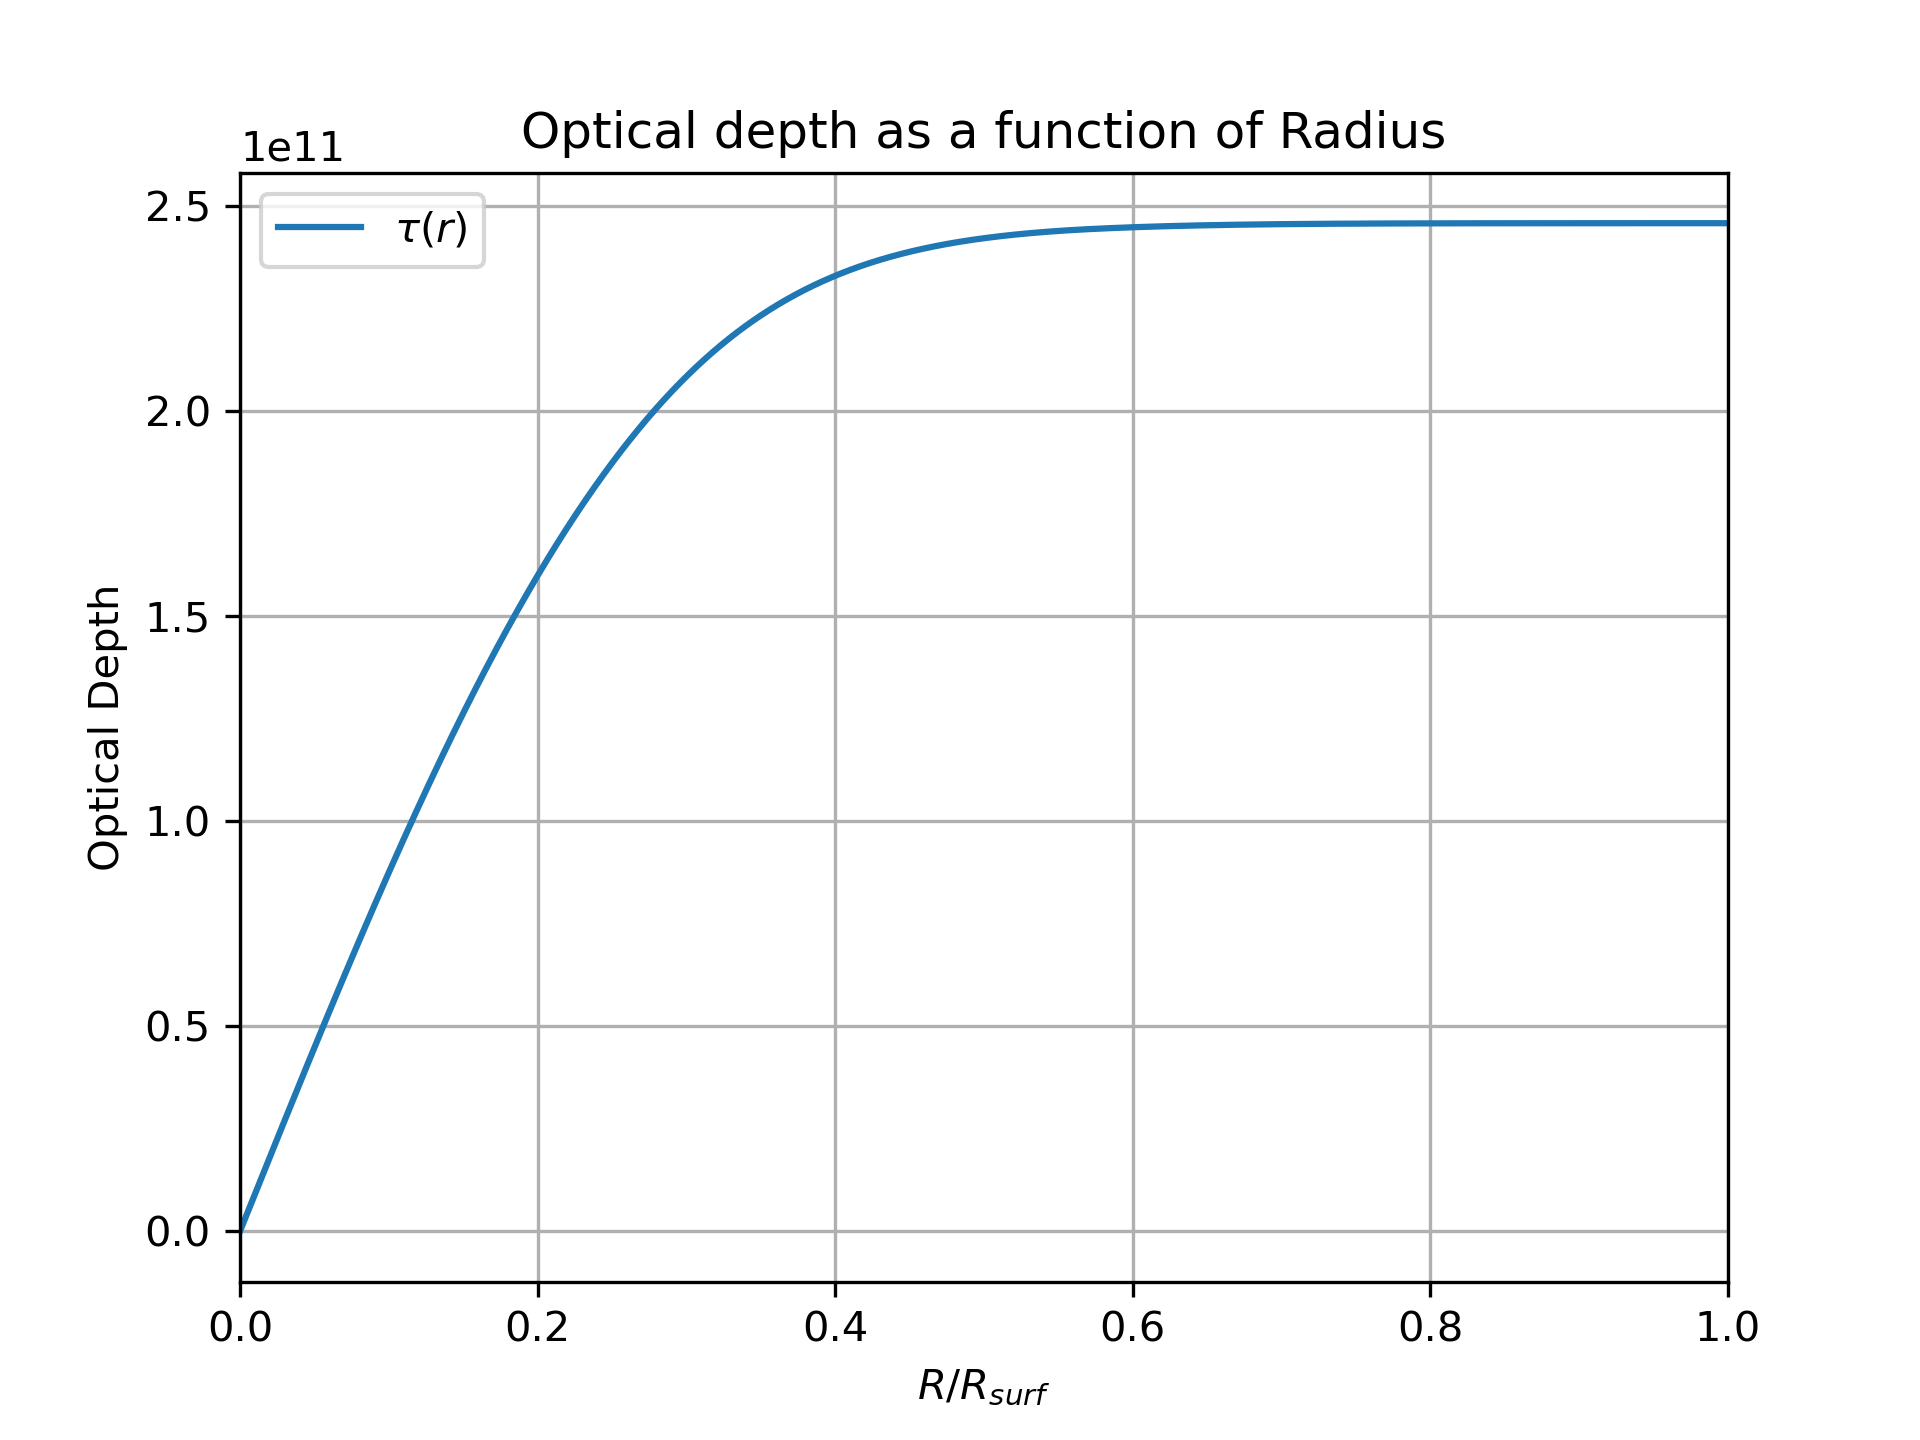 Optical depth as a function of Radius
1e11
τ(r)
2.5
2.0
1.5
1.0
0.5
0.0
Optical Depth
0.0 0.2 0.4 0.6 0.8 1.0
R/R_surf